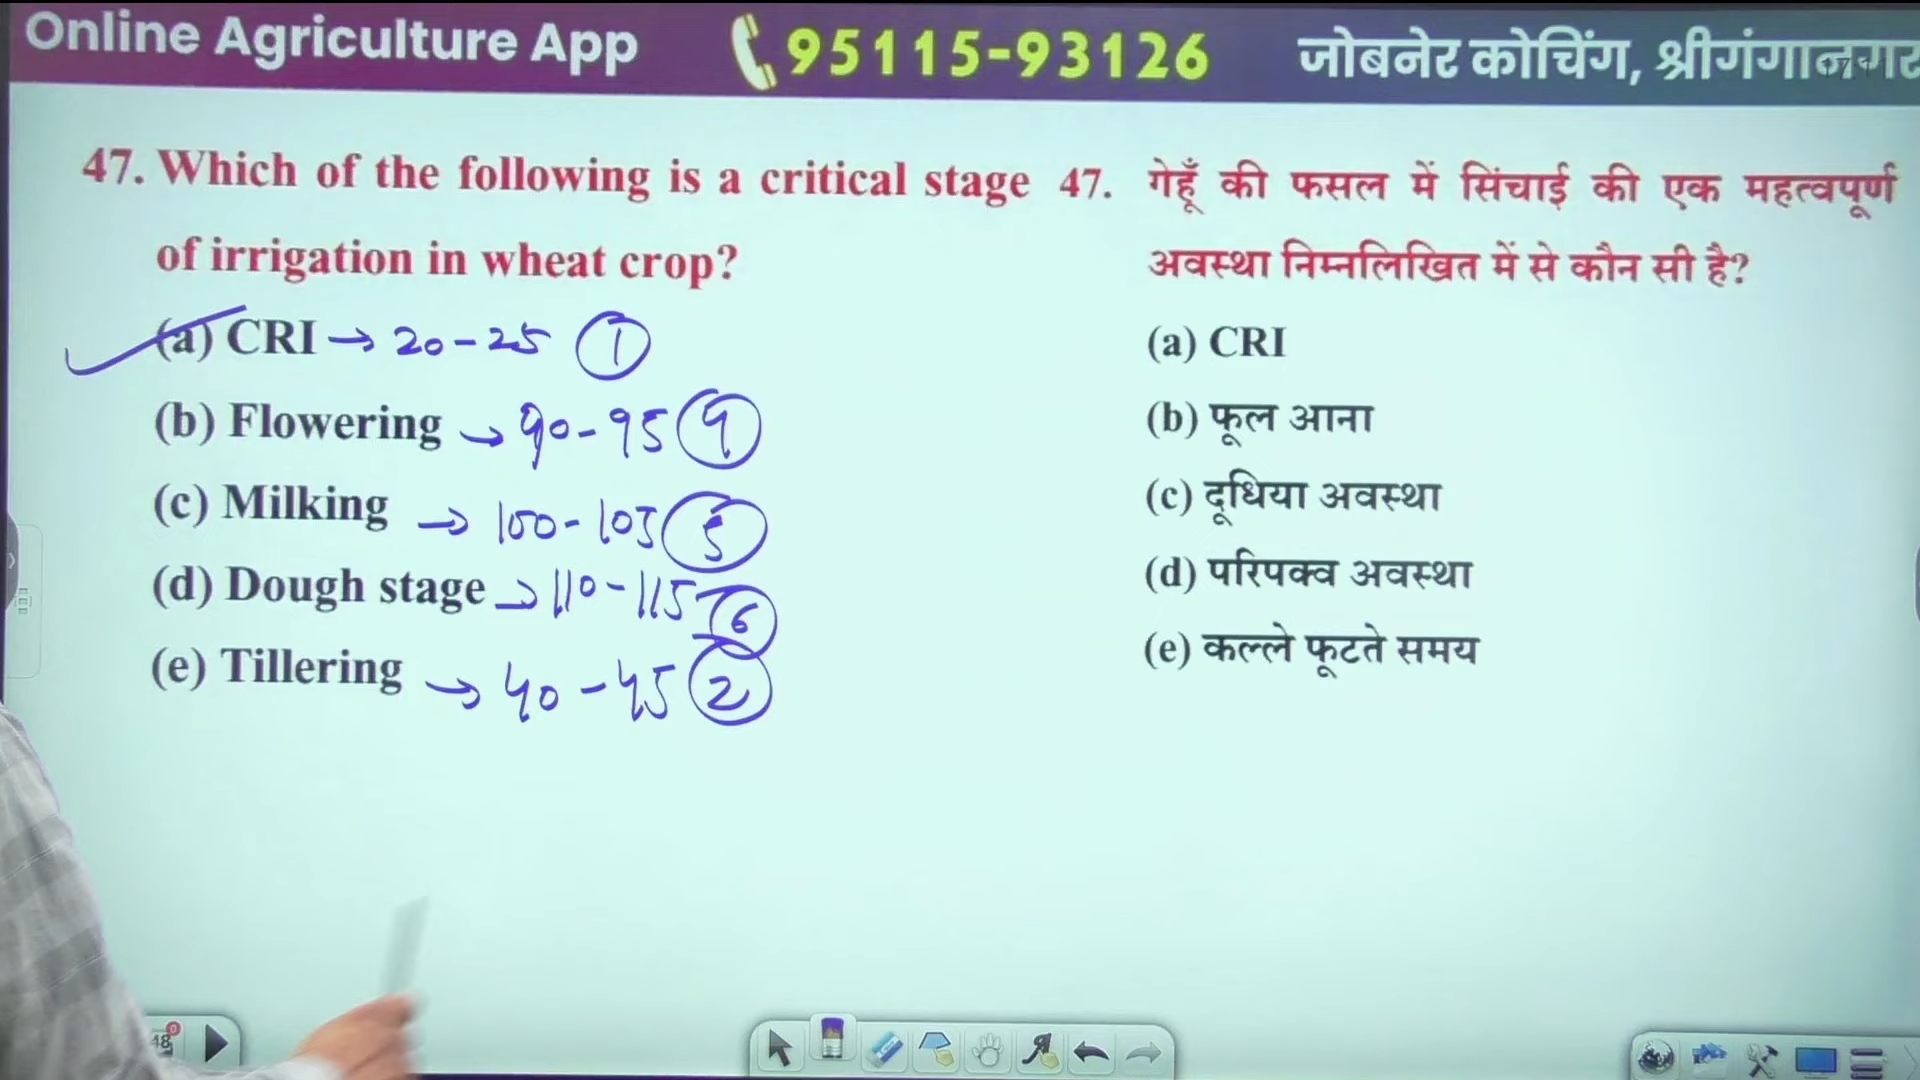 Online Agriculture App 95115-93126 जोबनेर कोचिंग, श्रीगंगानगर
47. Which of the following is a critical stage
of irrigation in wheat crop?
(a) CRI → 20-25 ①
(b) Flowering → 90-95 ④
(c) Milking → 100-105 ⑤
(d) Dough stage → 110-115 ⑥
(e) Tillering → 40-45 ②
47. गेहूँ की फसल में सिंचाई की एक महत्वपूर्ण
अवस्था निम्नलिखित में से कौन सी है?
(a) CRI
(b) फूल आना
(c) दूधिया अवस्था
(d) परिपक्व अवस्था
(e) कल्ले फूटते समय
48